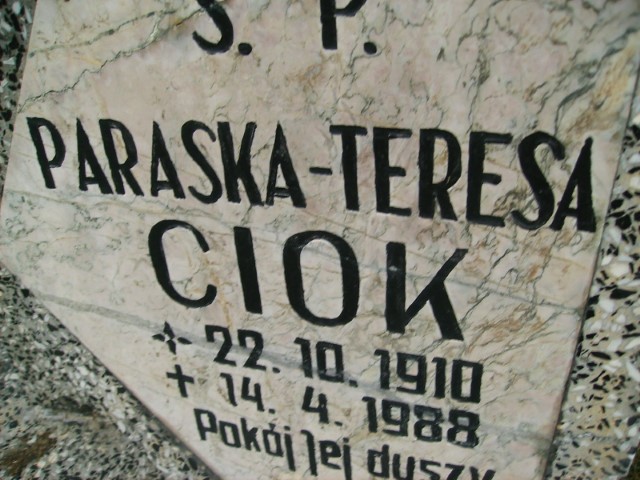 Ś. P.
PARASKA-TERESA
CIOK
✶ 22. 10. 1910
✝ 14. 4. 1988
Pokój Jej duszy